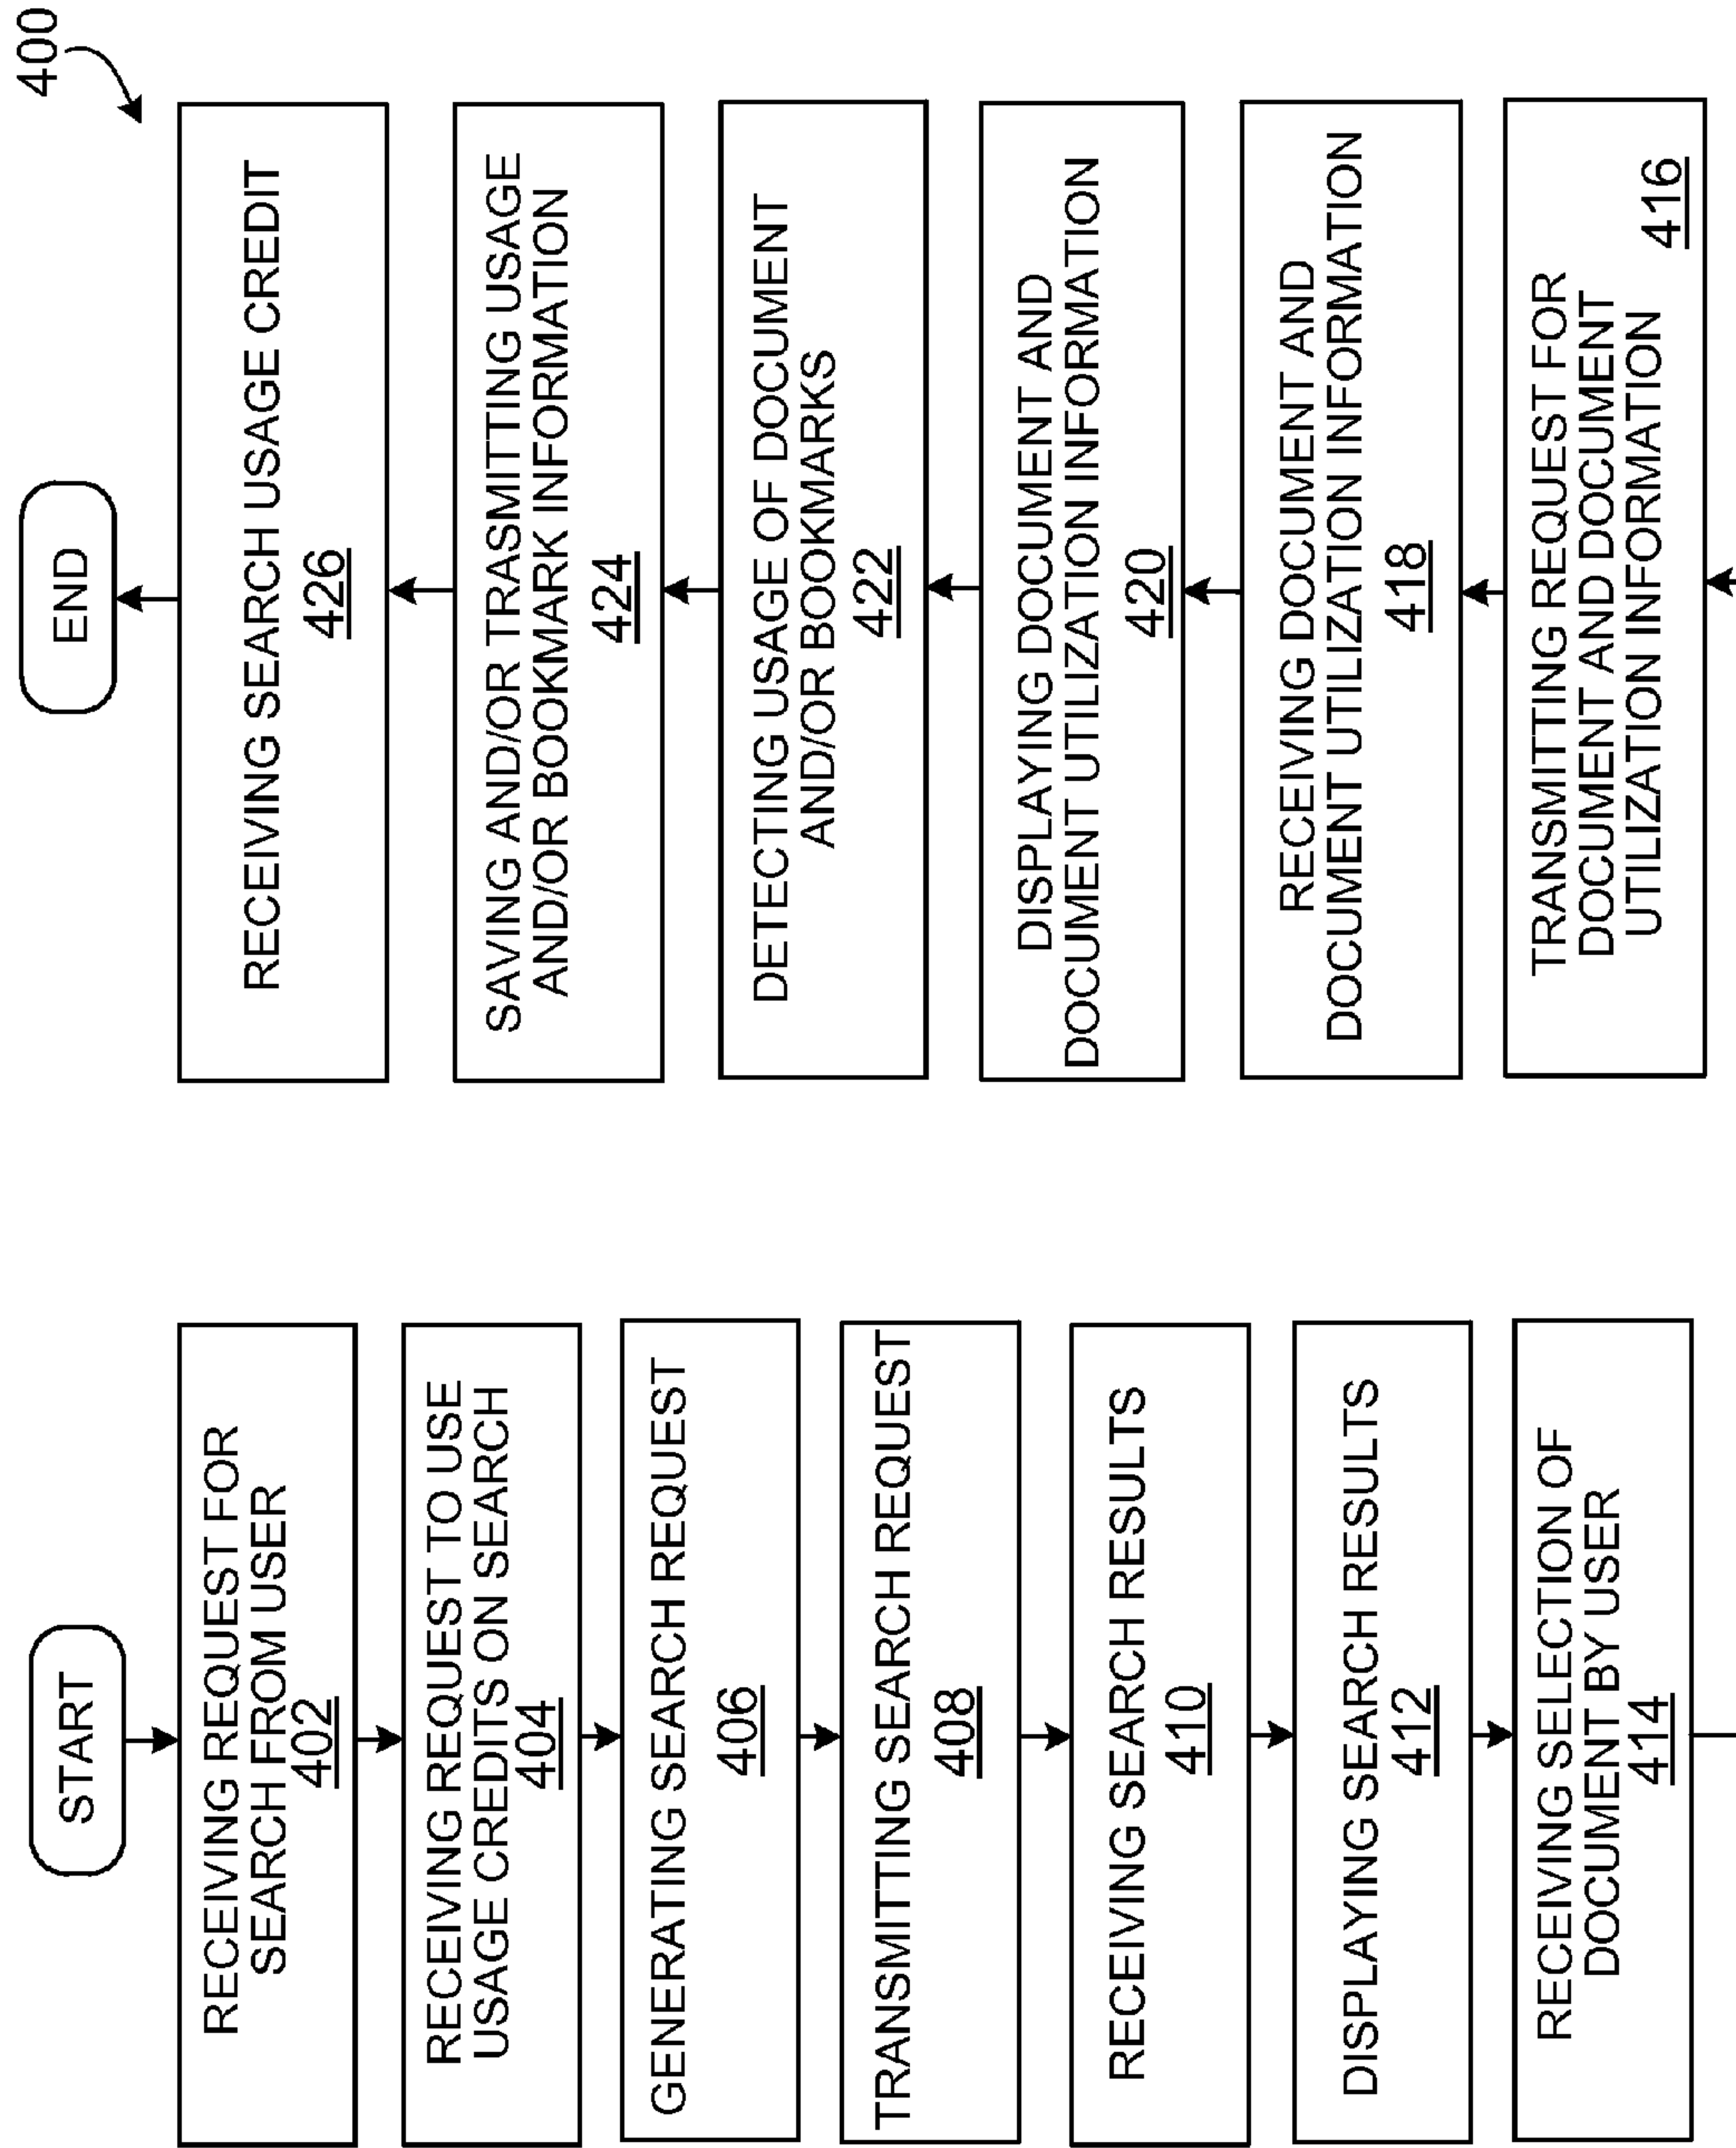 400
START
RECEIVING REQUEST FOR
SEARCH FROM USER
402
RECEIVING REQUEST TO USE
USAGE CREDITS ON SEARCH
404
GENERATING SEARCH REQUEST
406
TRANSMITTING SEARCH REQUEST
408
RECEIVING SEARCH RESULTS
410
DISPLAYING SEARCH RESULTS
412
RECEIVING SELECTION OF
DOCUMENT BY USER
414
TRANSMITTING REQUEST FOR
DOCUMENT AND DOCUMENT
UTILIZATION INFORMATION
416
RECEIVING DOCUMENT AND
DOCUMENT UTILIZATION INFORMATION
418
DISPLAYING DOCUMENT AND
DOCUMENT UTILIZATION INFORMATION
420
DETECTING USAGE OF DOCUMENT
AND/OR BOOKMARKS
422
SAVING AND/OR TRASMITTING USAGE
AND/OR BOOKMARK INFORMATION
424
RECEIVING SEARCH USAGE CREDIT
426
END